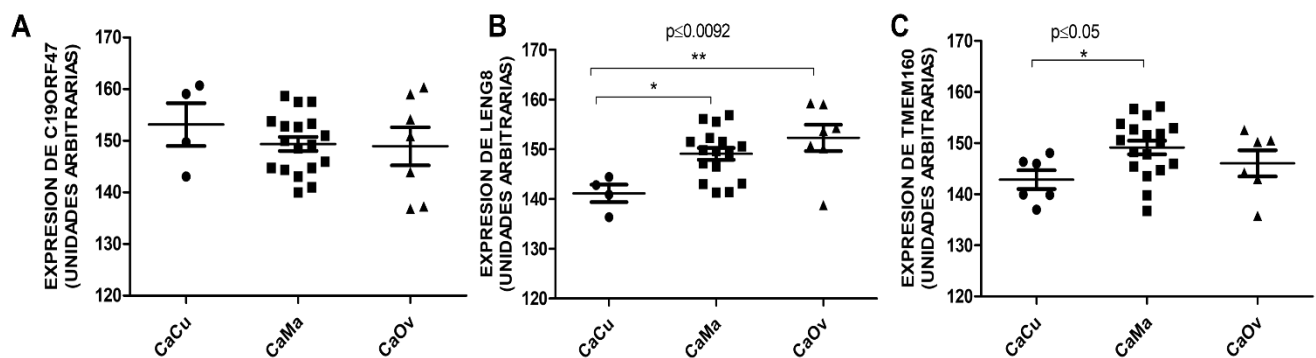 A
EXPRESION DE C19ORF47
(UNIDADES ARBITRARIAS)
170
160
150
140
130
120
CaCu
CaMa
CaOv
B
p≤0.0092
EXPRESION DE LENG8
(UNIDADES ARBITRARIAS)
170
160
150
140
130
120
**
*
CaCu
CaMa
CaOv
C
p≤0.05
EXPRESION DE TMEM160
(UNIDADES ARBITRARIAS)
170
160
150
140
130
120
*
CaCu
CaMa
CaOv